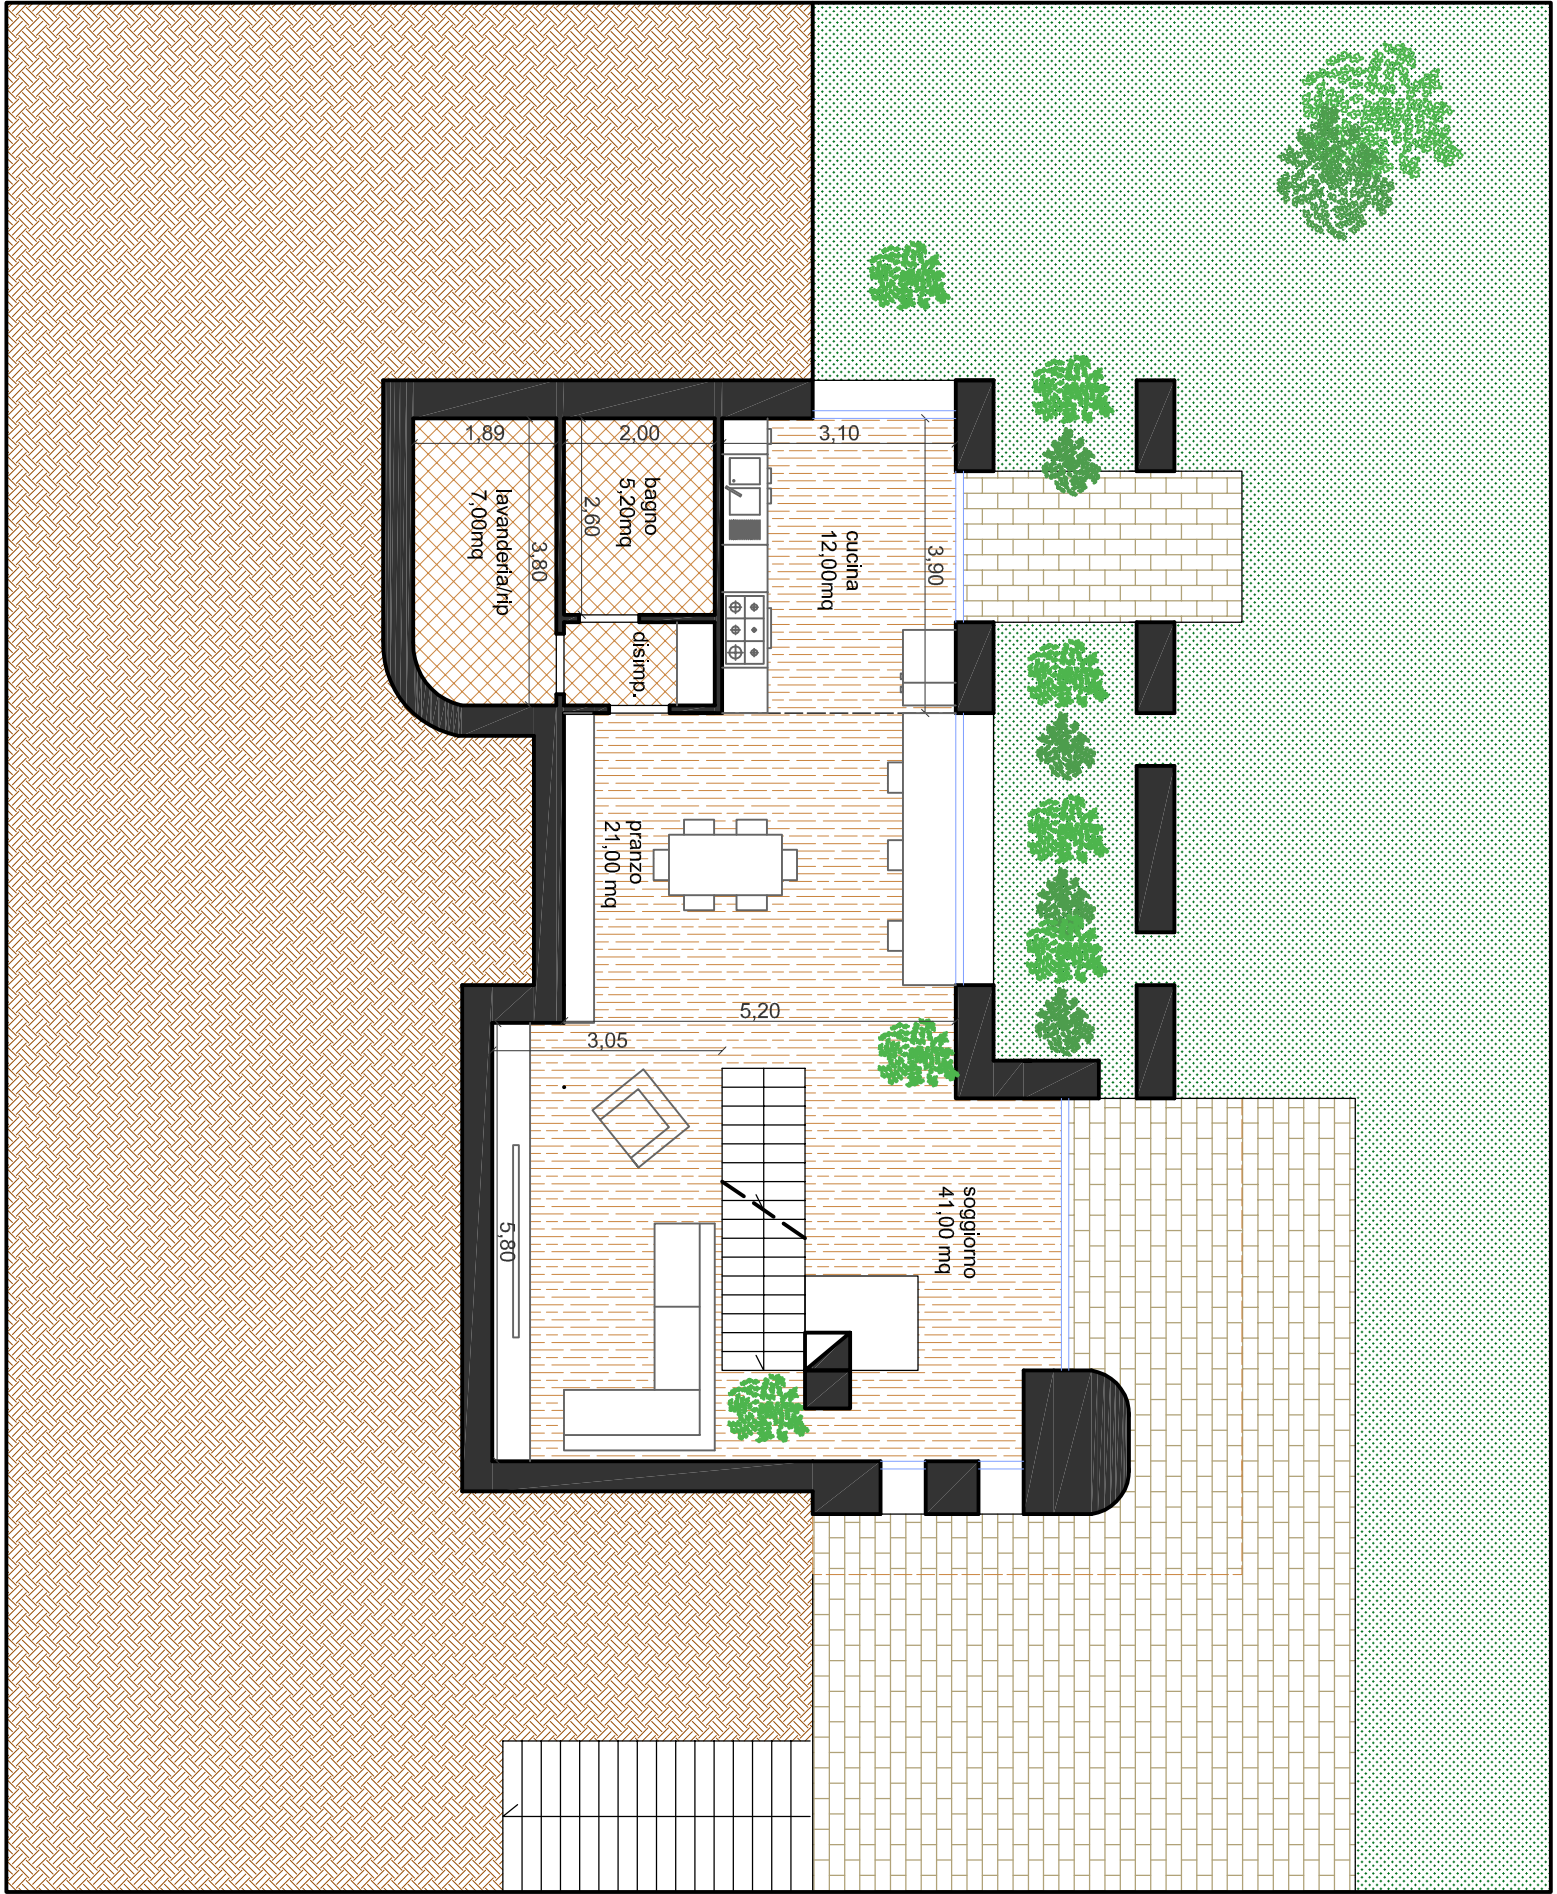 1,89
2,00
3,10
lavanderia/rip
7,00mq
3,80
bagno
5,20mq
2,60
cucina
12,00mq
3,90
disimp.
pranzo
21,00 mq
5,20
3,05
soggiorno
41,00 mq
5,80